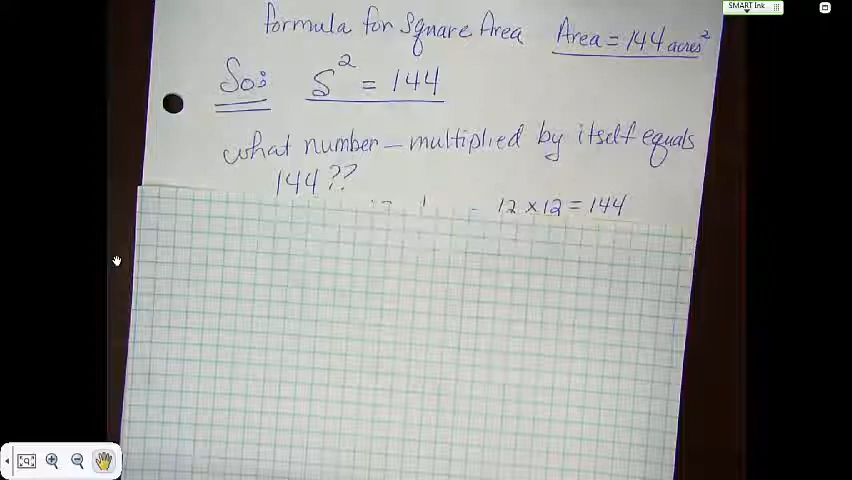 formula for Square Area Area = 144 acres²
So: S² = 144
what number - multiplied by itself equals
144??
12 × 12 = 144
SMART Ink